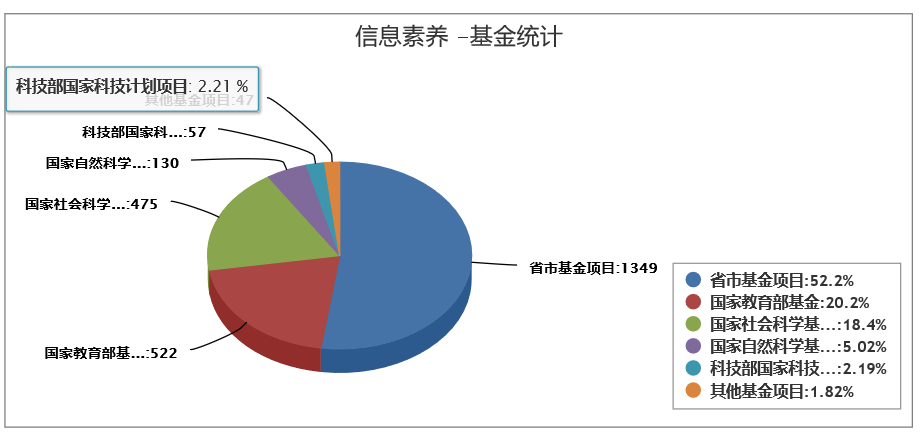 信息素养 –基金统计
科技部国家科技计划项目: 2.21 %
其他基金项目:47
科技部国家科...:57
国家自然科学...:130
国家社会科学...:475
省市基金项目:1349
国家教育部基...:522
省市基金项目:52.2%
国家教育部基金:20.2%
国家社会科学基...:18.4%
国家自然科学基...:5.02%
科技部国家科技...:2.19%
其他基金项目:1.82%